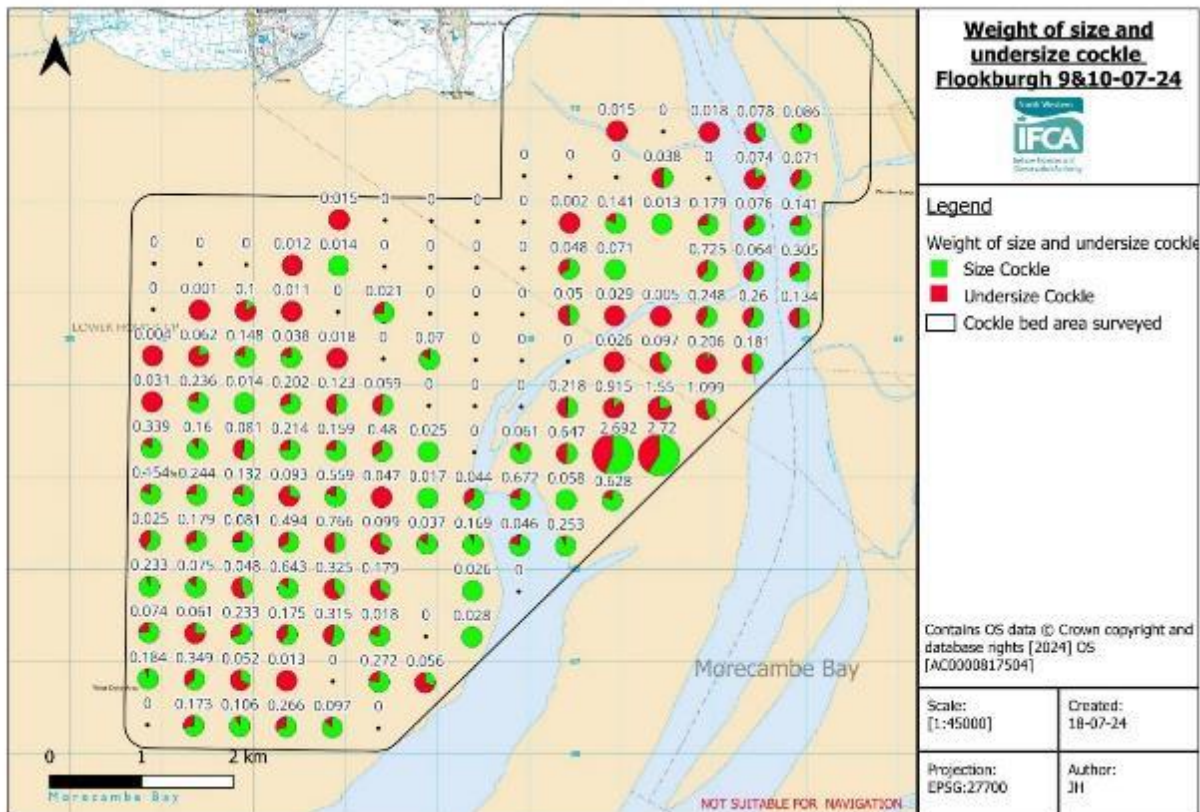 Weight of size and
undersize cockle
Flookburgh 9&10-07-24
North Western
IFCA
Legend
Weight of size and undersize cockle
Size Cockle
Undersize Cockle
Cockle bed area surveyed
Contains OS data © Crown copyright and
database rights [2024] OS
[AC0000817504]
Scale:
[1:45000]
Created:
18-07-24
Projection:
EPSG:27700
Author:
JH
0.015 0 0.018 0.078 0.086
0 0 0 0.038 0 0.074 0.071
0.015 0 0 0 0 0.002 0.141 0.013 0.179 0.076 0.141
0 0 0 0.012 0.014 0 0 0 0 0.048 0.071 0.725 0.064 0.305
0 0.001 0.1 0.011 0 0.021 0 0 0 0.05 0.029 0.005 0.248 0.26 0.134
0.004 0.062 0.148 0.038 0.018 0 0.07 0 0 0 0.026 0.097 0.206 0.181
0.031 0.236 0.014 0.202 0.123 0.059 0 0 0 0.218 0.915 1.55 1.099
0.339 0.16 0.081 0.214 0.159 0.48 0.025 0 0.061 0.647 2.692 2.72
0.154 0.244 0.132 0.093 0.559 0.047 0.017 0.044 0.672 0.058 0.628
0.025 0.179 0.081 0.494 0.766 0.099 0.037 0.169 0.046 0.253
0.233 0.075 0.048 0.643 0.325 0.179 0.026 0
0.074 0.061 0.233 0.175 0.315 0.018 0 0.028
0.184 0.349 0.052 0.013 0 0.272 0.056
0 0.173 0.106 0.266 0.097 0
Morecambe Bay
0 1 2 km
Morecambe Bay
NOT SUITABLE FOR NAVIGATION